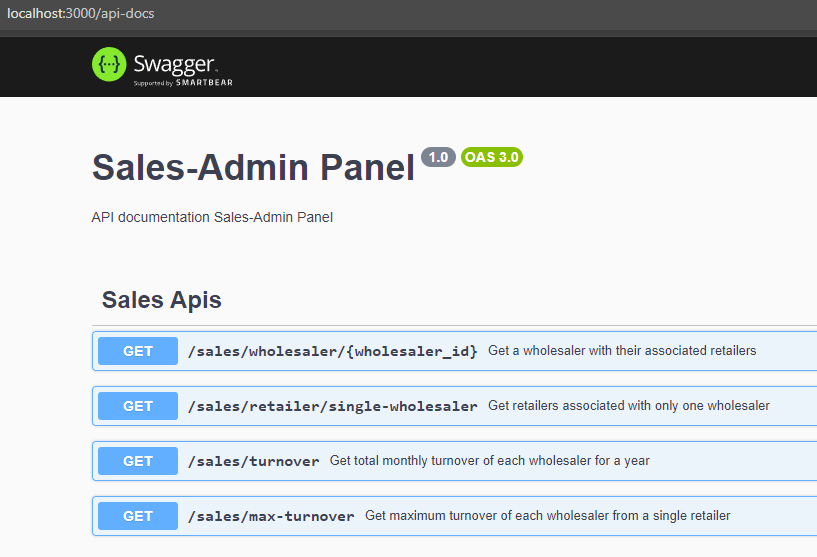 localhost:3000/api-docs
{···} Swagger.
Supported by SMARTBEAR
Sales-Admin Panel 1.0 OAS 3.0
API documentation Sales-Admin Panel
Sales Apis
GET /sales/wholesaler/{wholesaler_id} Get a wholesaler with their associated retailers
GET /sales/retailer/single-wholesaler Get retailers associated with only one wholesaler
GET /sales/turnover Get total monthly turnover of each wholesaler for a year
GET /sales/max-turnover Get maximum turnover of each wholesaler from a single retailer